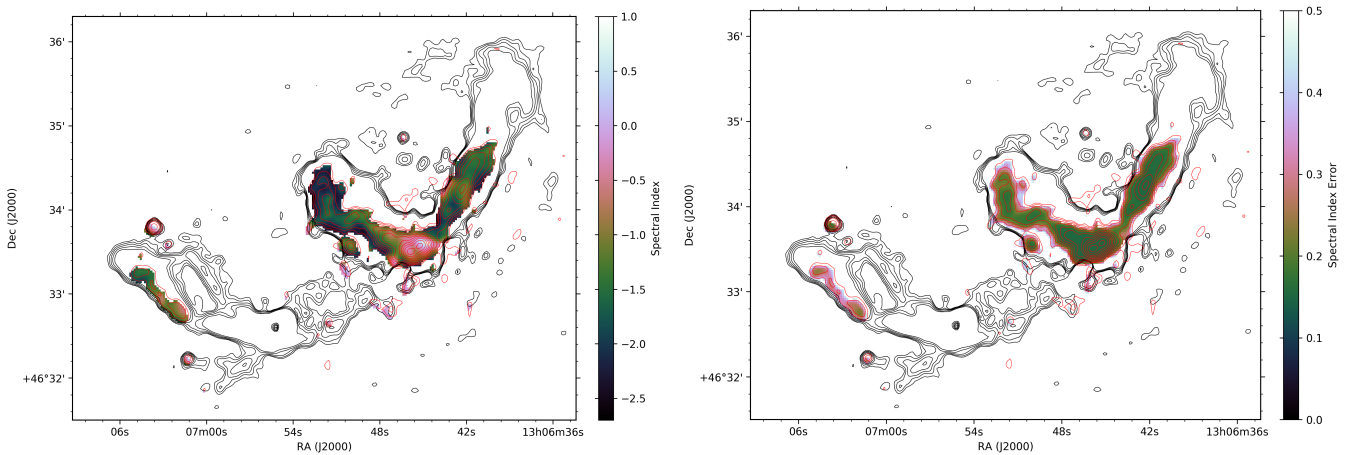 36'
35'
34'
33'
+46°32'
Dec (J2000)
06s
07m00s
54s
48s
42s
13h06m36s
RA (J2000)
1.0
0.5
0.0
−0.5
−1.0
−1.5
−2.0
−2.5
Spectral Index
36'
35'
34'
33'
+46°32'
Dec (J2000)
06s
07m00s
54s
48s
42s
13h06m36s
RA (J2000)
0.5
0.4
0.3
0.2
0.1
0.0
Spectral Index Error